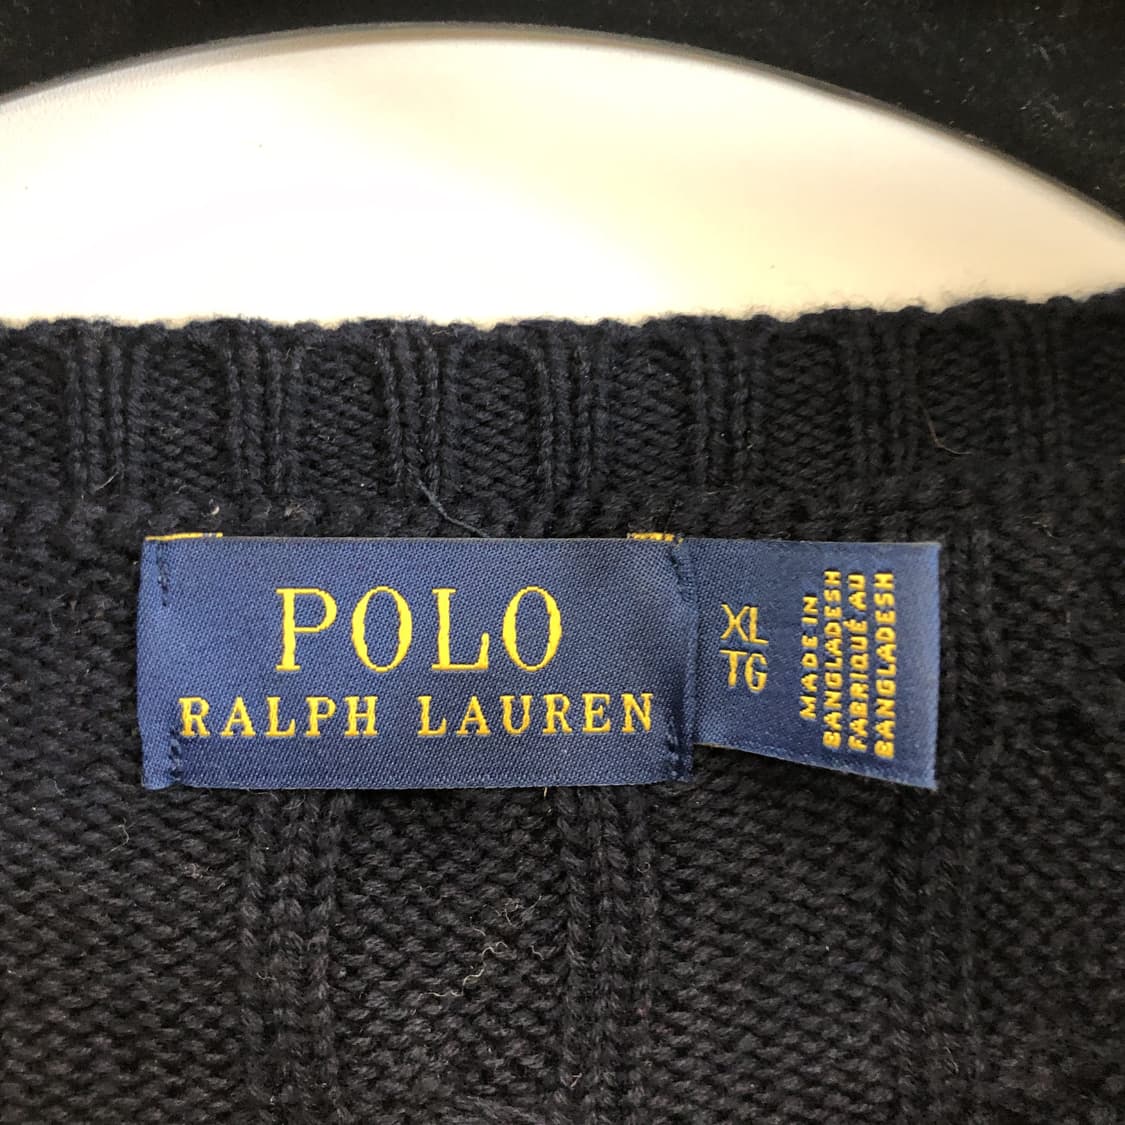 POLO
RALPH LAUREN
XL
TG
MADE IN
BANGLADESH
FABRIQUÉ AU
BANGLADESH